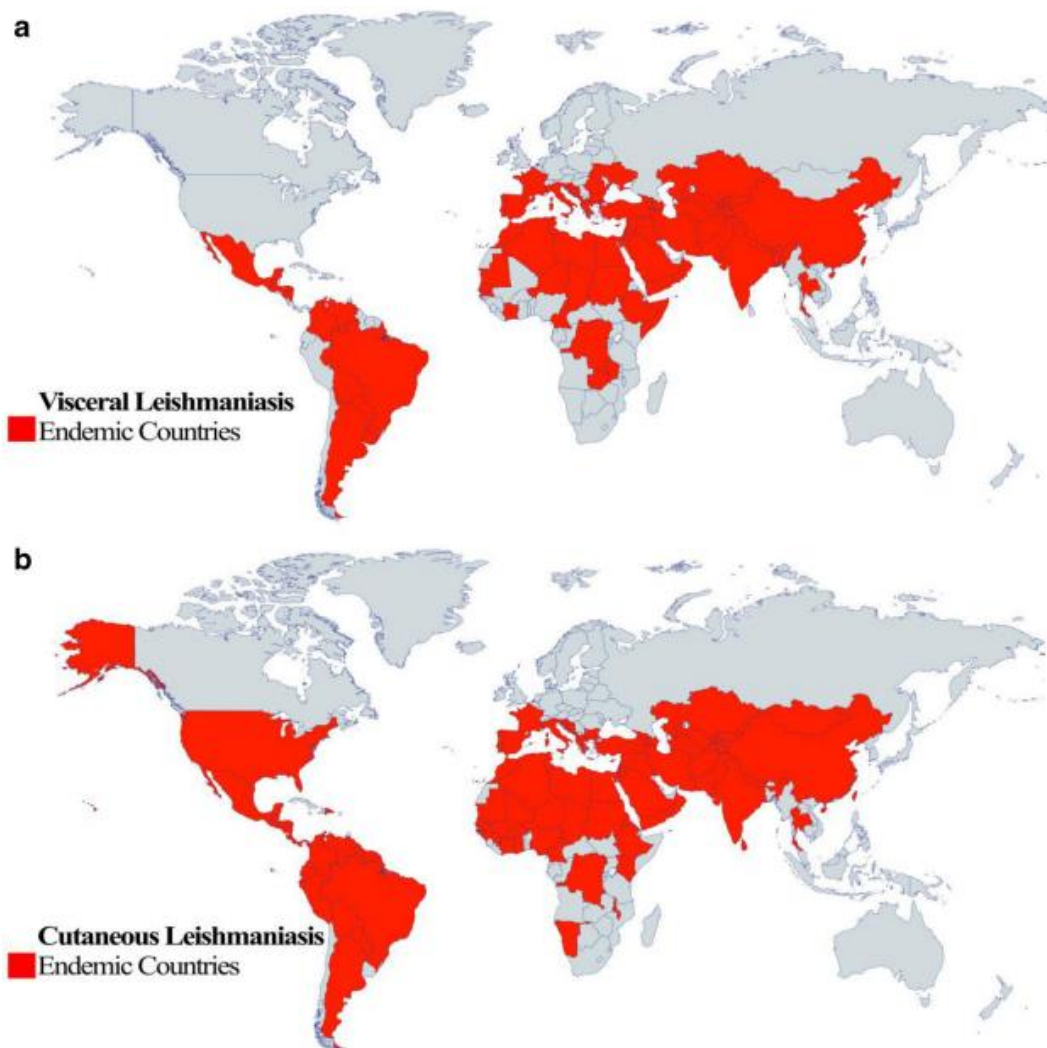 a
Visceral Leishmaniasis
Endemic Countries
b
Cutaneous Leishmaniasis
Endemic Countries